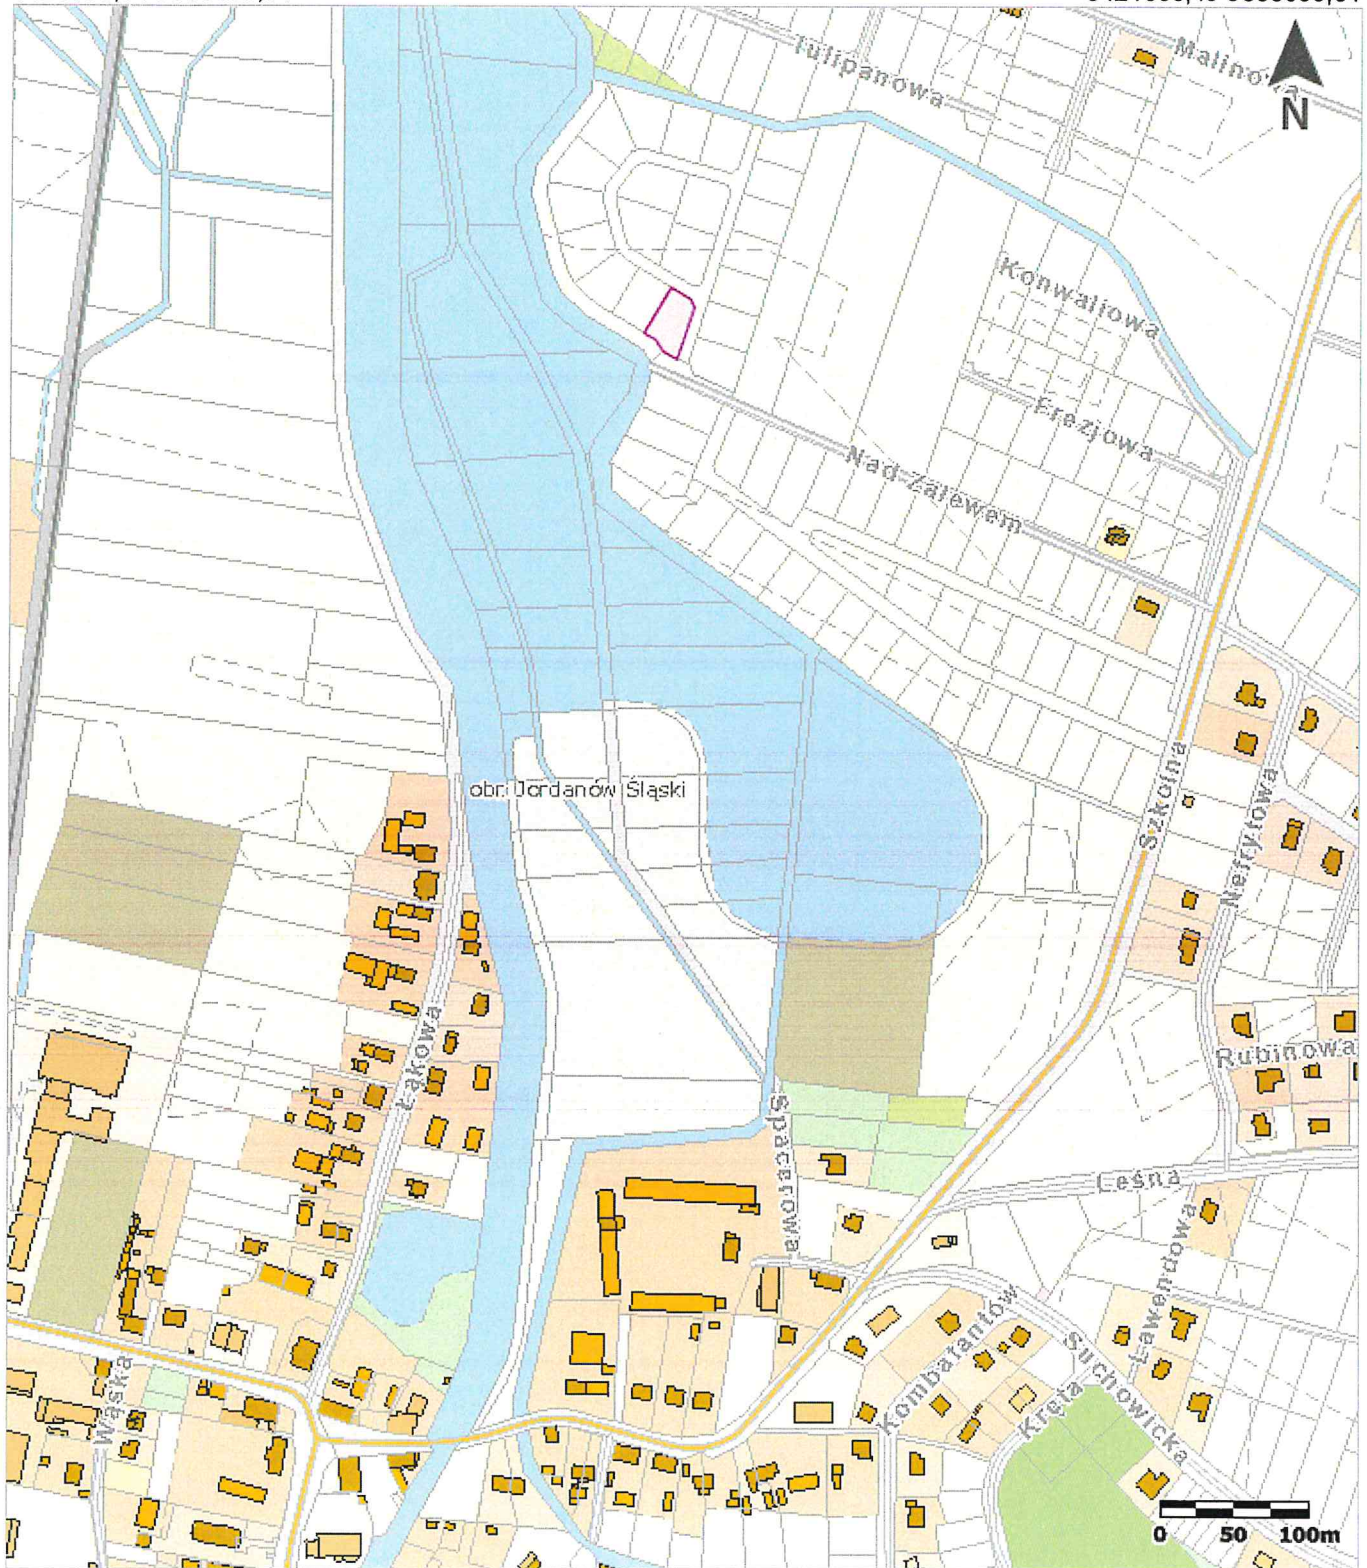 Tulipanowa
Malinowa
N
Konwaliowa
Frezjowa
Nad Zalewem
obr. Jordanów Śląski
Szkolna
Nefrytowa
Łąkowa
Rubinowa
Spacerowa
Leśna
Lawendowa
Kombatantów
Suchowicka
Kręta
Wąska
0 50 100m